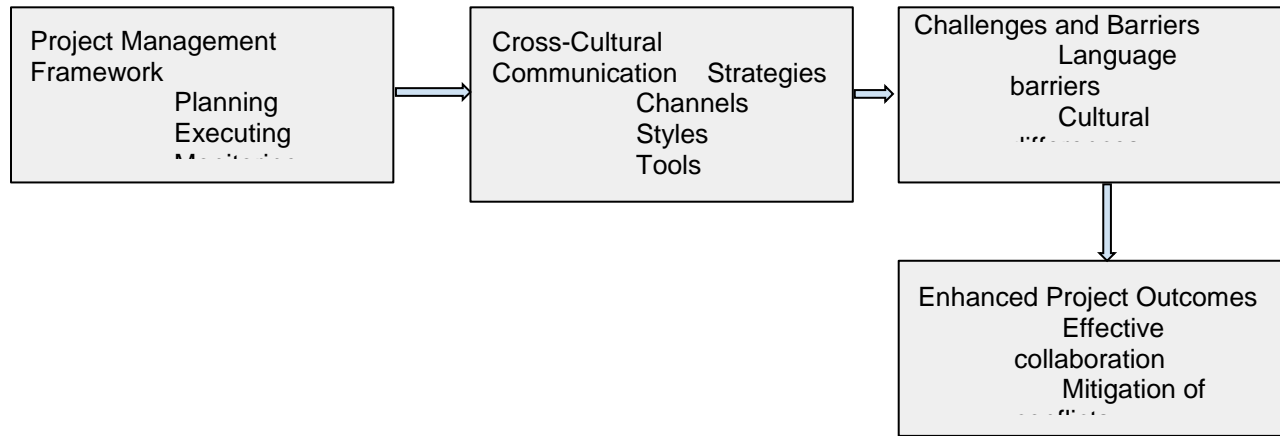 Project Management
Framework
Planning
Executing
Cross-Cultural
Communication Strategies
Channels
Styles
Tools
Challenges and Barriers
Language
barriers
Cultural
Enhanced Project Outcomes
Effective
collaboration
Mitigation of